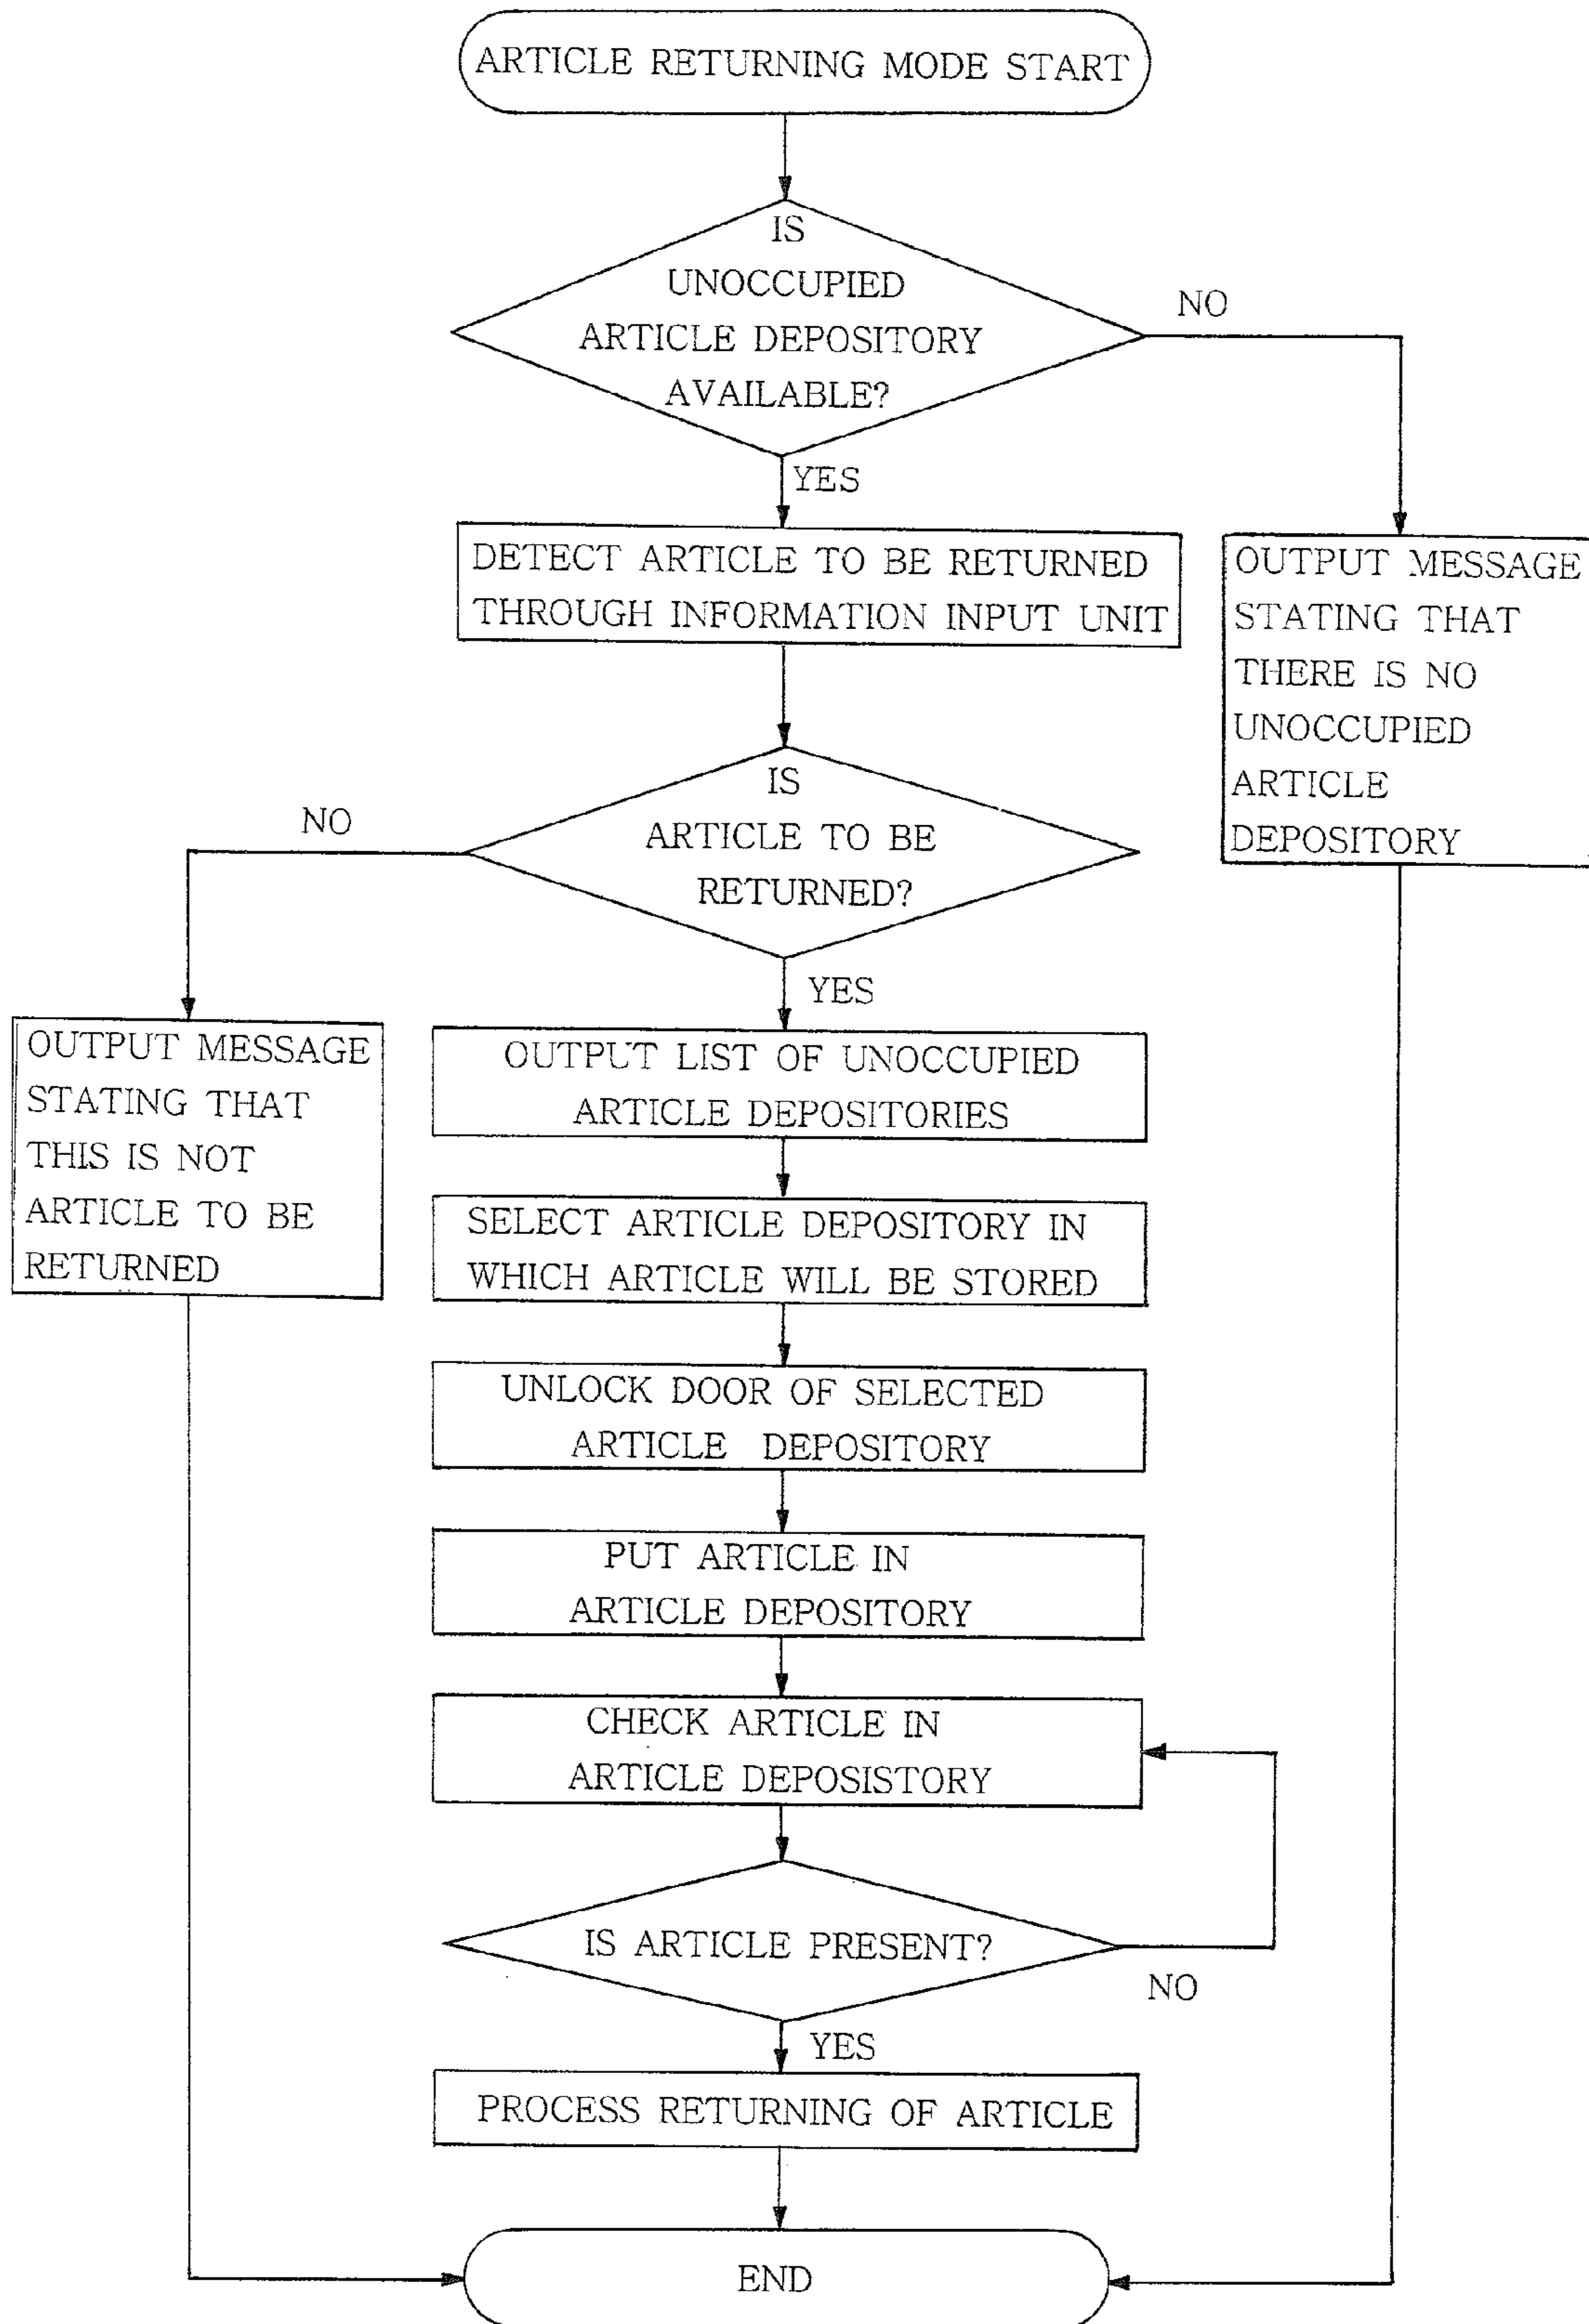 ARTICLE RETURNING MODE START
IS
UNOCCUPIED
ARTICLE DEPOSITORY
AVAILABLE?
NO
YES
DETECT ARTICLE TO BE RETURNED
THROUGH INFORMATION INPUT UNIT
OUTPUT MESSAGE
STATING THAT
THERE IS NO
UNOCCUPIED
ARTICLE
DEPOSITORY
IS
ARTICLE TO BE
RETURNED?
NO
YES
OUTPUT MESSAGE
STATING THAT
THIS IS NOT
ARTICLE TO BE
RETURNED
OUTPUT LIST OF UNOCCUPIED
ARTICLE DEPOSITORIES
SELECT ARTICLE DEPOSITORY IN
WHICH ARTICLE WILL BE STORED
UNLOCK DOOR OF SELECTED
ARTICLE DEPOSITORY
PUT ARTICLE IN
ARTICLE DEPOSITORY
CHECK ARTICLE IN
ARTICLE DEPOSISTORY
IS ARTICLE PRESENT?
NO
YES
PROCESS RETURNING OF ARTICLE
END